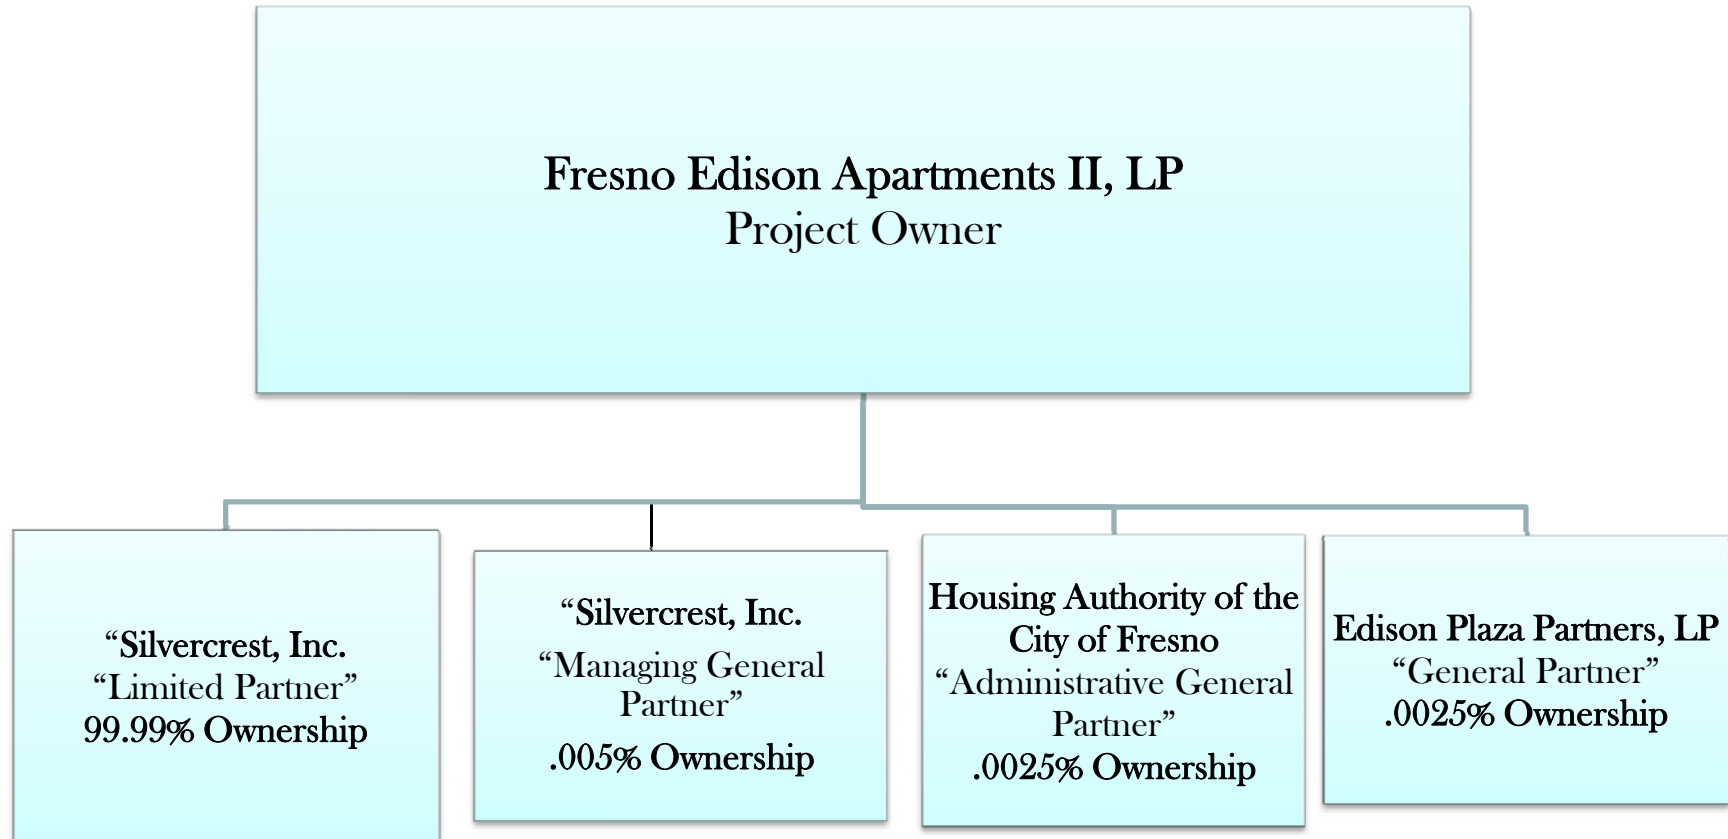 Fresno Edison Apartments II, LP
Project Owner
“Silvercrest, Inc.
“Limited Partner”
99.99% Ownership
“Silvercrest, Inc.
“Managing General
Partner”
.005% Ownership
Housing Authority of the
City of Fresno
“Administrative General
Partner”
.0025% Ownership
Edison Plaza Partners, LP
“General Partner”
.0025% Ownership